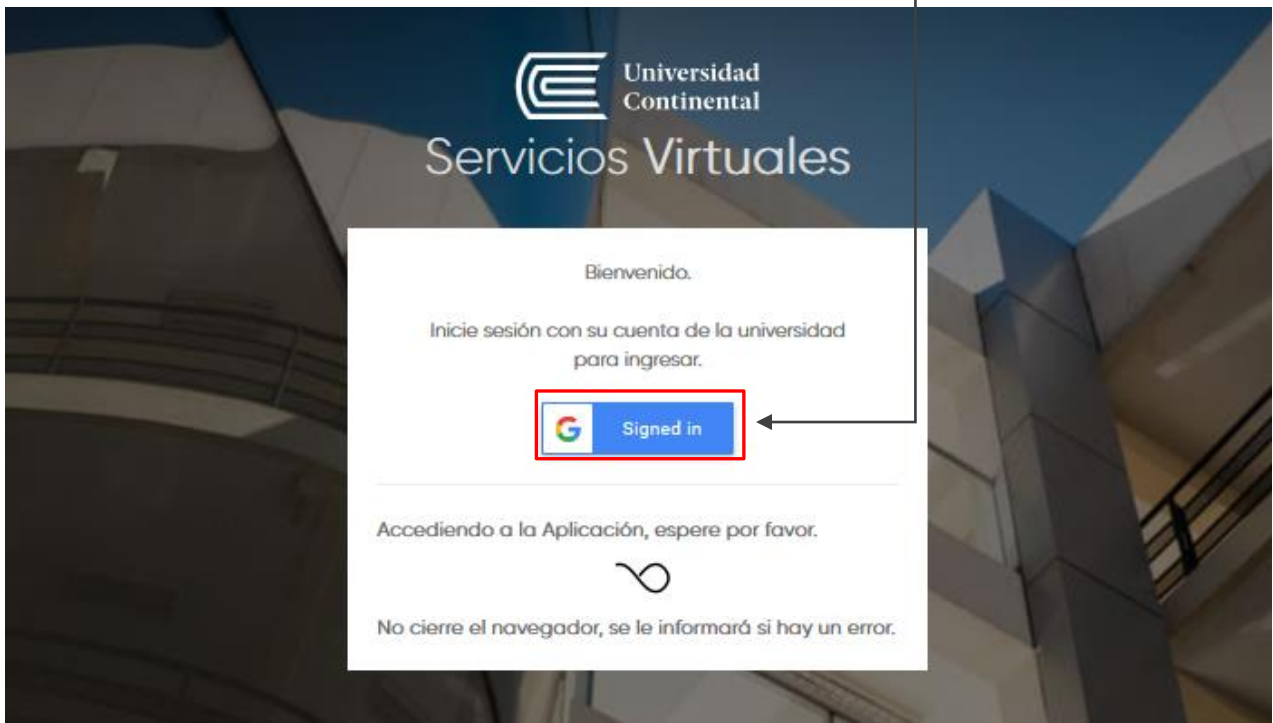 Universidad
Continental
Servicios Virtuales
Bienvenido.
Inicie sesión con su cuenta de la universidad
para ingresar.
Signed in
Accediendo a la Aplicación, espere por favor.
No cierre el navegador, se le informará si hay un error.